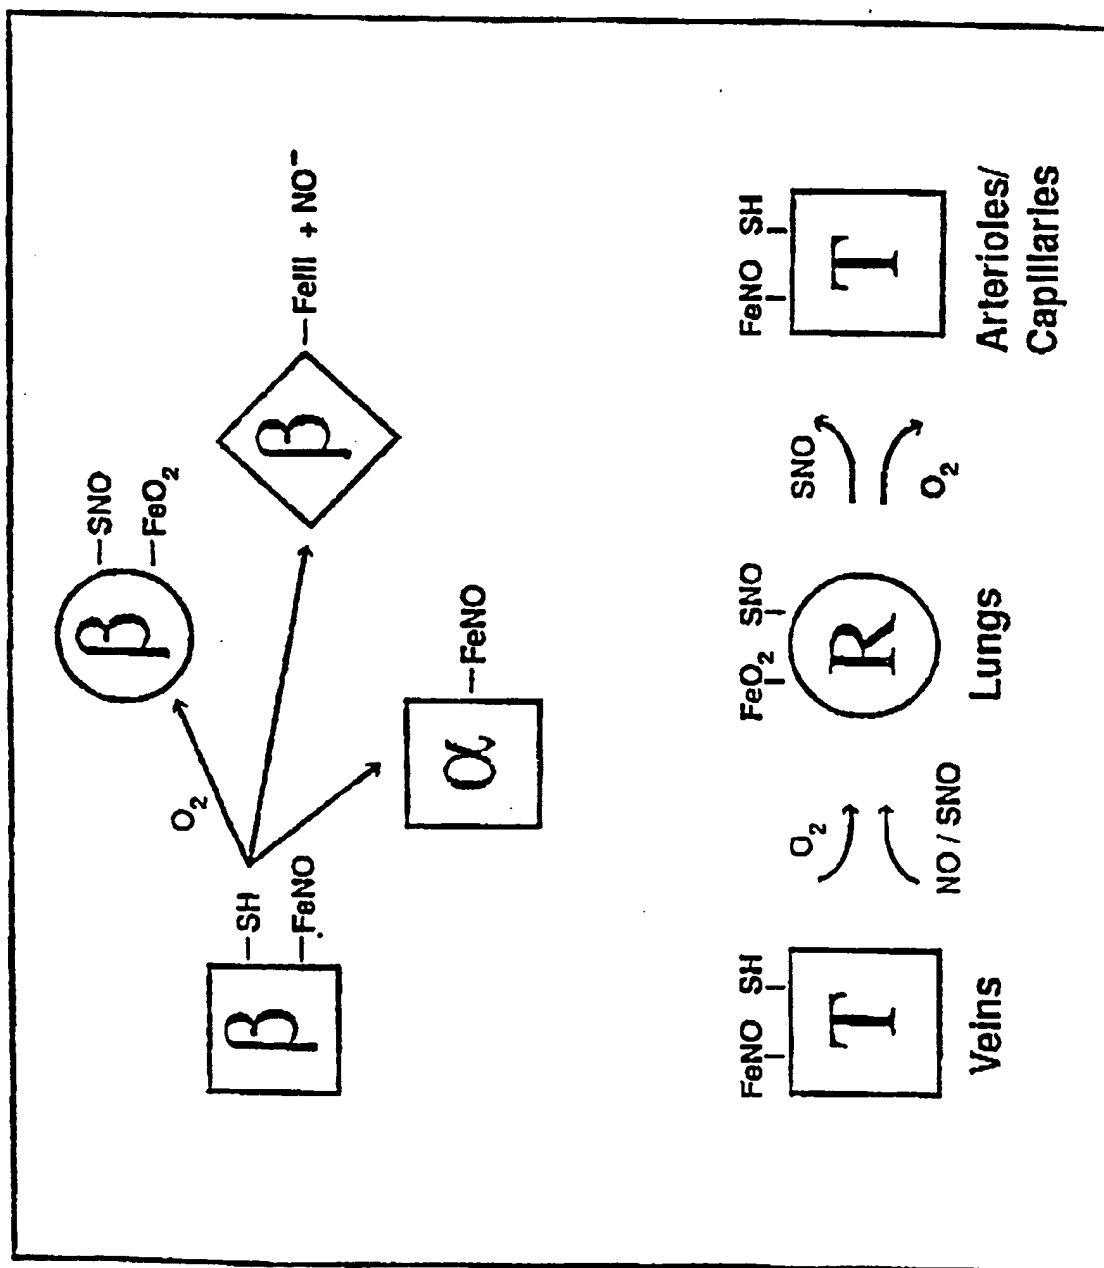 SNO
β
FeO₂
O₂
SH
β
FeNO
β
FeIII + NO⁻
α
FeNO
FeNO SH
FeO₂ SNO
FeNO SH
O₂
SNO
T
R
T
NO / SNO
O₂
Veins
Lungs
Arterioles/
Capillaries